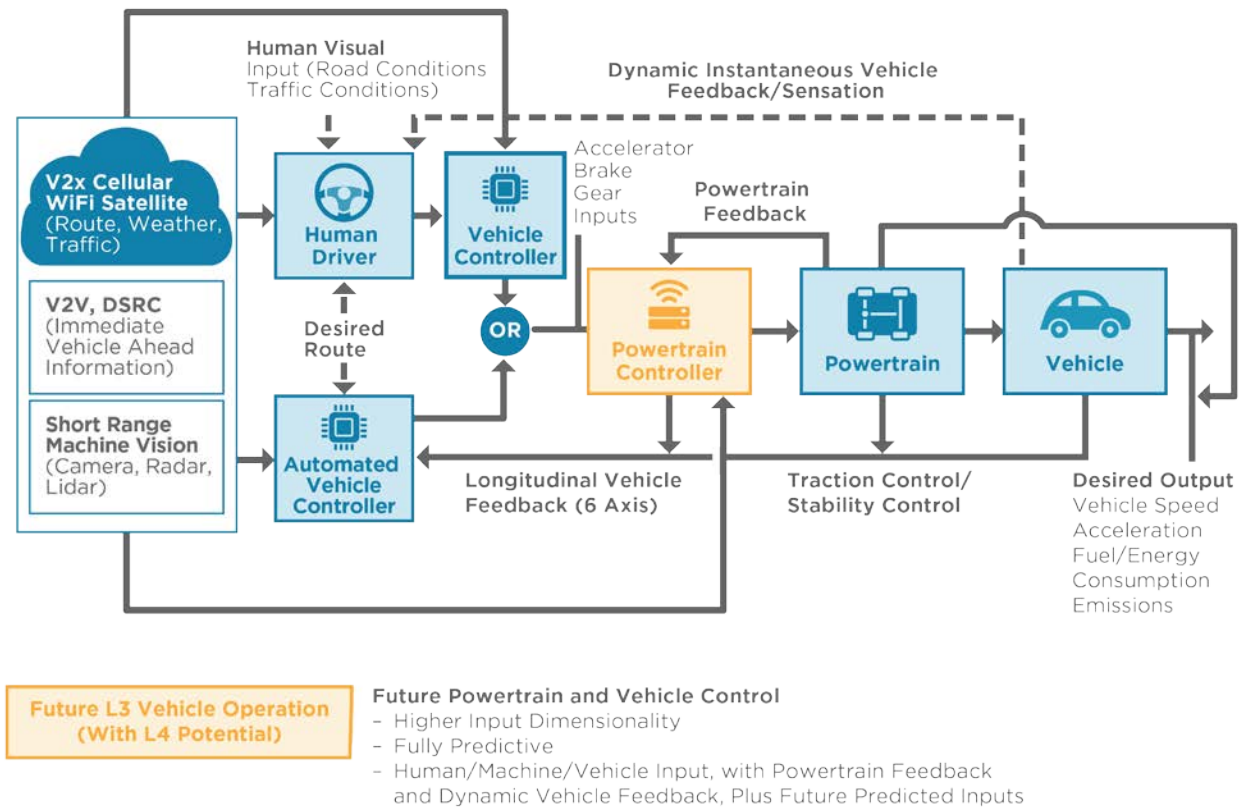 Human Visual
Input (Road Conditions
Traffic Conditions)
Dynamic Instantaneous Vehicle
Feedback/Sensation
V2x Cellular
WiFi Satellite
(Route, Weather,
Traffic)
Human
Driver
Vehicle
Controller
Accelerator
Brake
Gear
Inputs
Powertrain
Feedback
V2V, DSRC
(Immediate
Vehicle Ahead
Information)
Desired
Route
OR
Powertrain
Controller
Powertrain
Vehicle
Short Range
Machine Vision
(Camera, Radar,
Lidar)
Automated
Vehicle
Controller
Longitudinal Vehicle
Feedback (6 Axis)
Traction Control/
Stability Control
Desired Output
Vehicle Speed
Acceleration
Fuel/Energy
Consumption
Emissions
Future L3 Vehicle Operation
(With L4 Potential)
Future Powertrain and Vehicle Control
– Higher Input Dimensionality
– Fully Predictive
– Human/Machine/Vehicle Input, with Powertrain Feedback
and Dynamic Vehicle Feedback, Plus Future Predicted Inputs